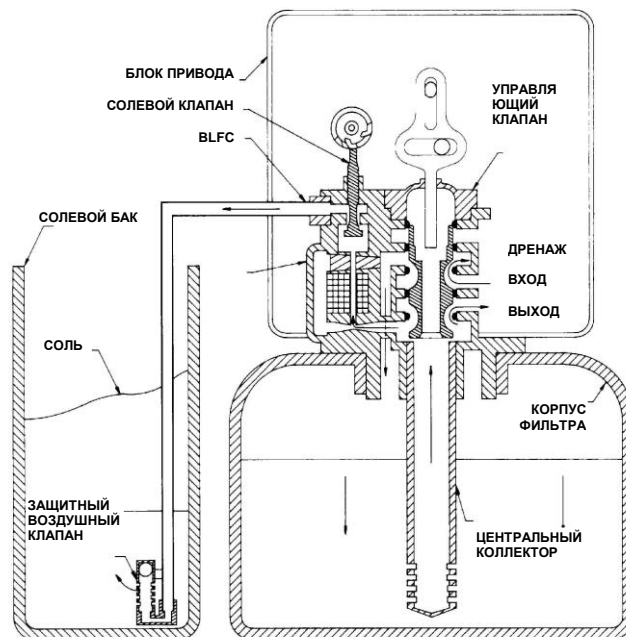 БЛОК ПРИВОДА
СОЛЕВОЙ КЛАПАН
BLFC
УПРАВЛЯ
ЮЩИЙ
КЛАПАН
СОЛЕВОЙ БАК
ДРЕНАЖ
ВХОД
ВЫХОД
СОЛЬ
КОРПУС
ФИЛЬТРА
ЗАЩИТНЫЙ
ВОЗДУШНЫЙ
КЛАПАН
ЦЕНТРАЛЬНЫЙ
КОЛЛЕКТОР